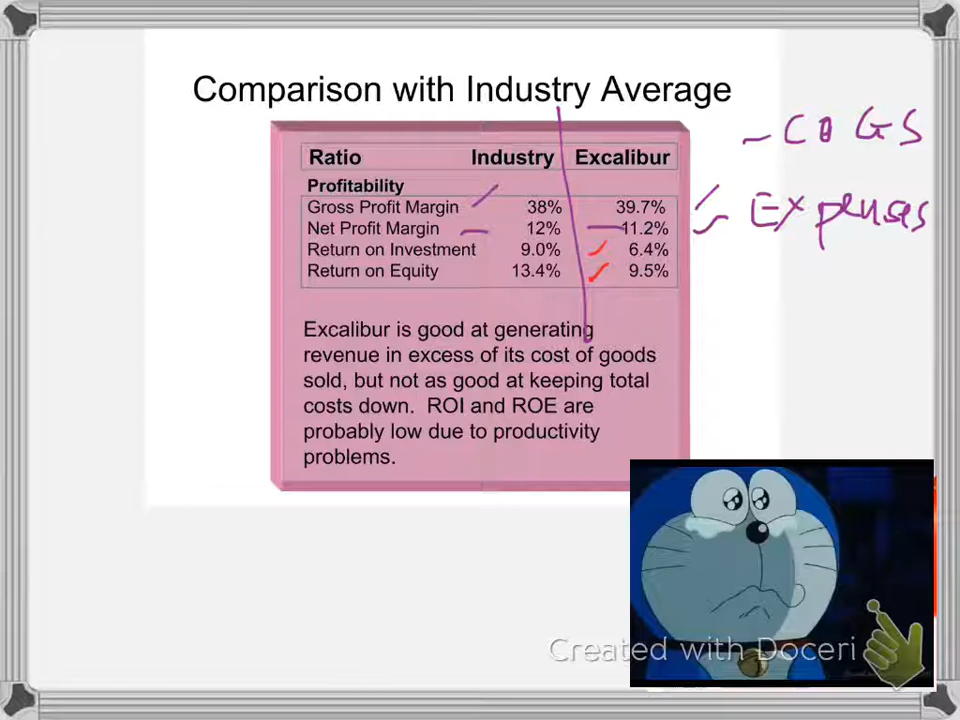 Comparison with Industry Average
- COGS
Ratio Industry Excalibur
Profitability
Gross Profit Margin 38% 39.7%
- Expenses
Net Profit Margin 12% 11.2%
Return on Investment 9.0% 6.4%
Return on Equity 13.4% 9.5%
Excalibur is good at generating
revenue in excess of its cost of goods
sold, but not as good at keeping total
costs down. ROI and ROE are
probably low due to productivity
problems.
Created with Doceri